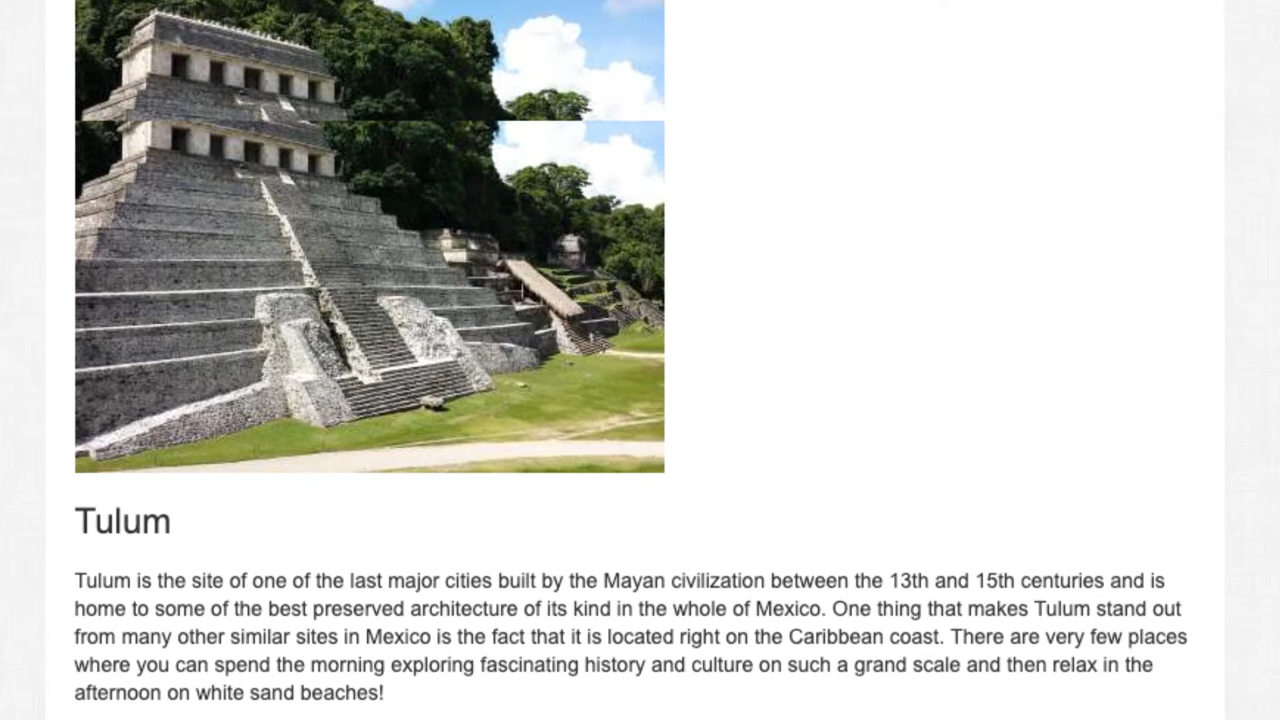 Tulum
Tulum is the site of one of the last major cities built by the Mayan civilization between the 13th and 15th centuries and is
home to some of the best preserved architecture of its kind in the whole of Mexico. One thing that makes Tulum stand out
from many other similar sites in Mexico is the fact that it is located right on the Caribbean coast. There are very few places
where you can spend the morning exploring fascinating history and culture on such a grand scale and then relax in the
afternoon on white sand beaches!